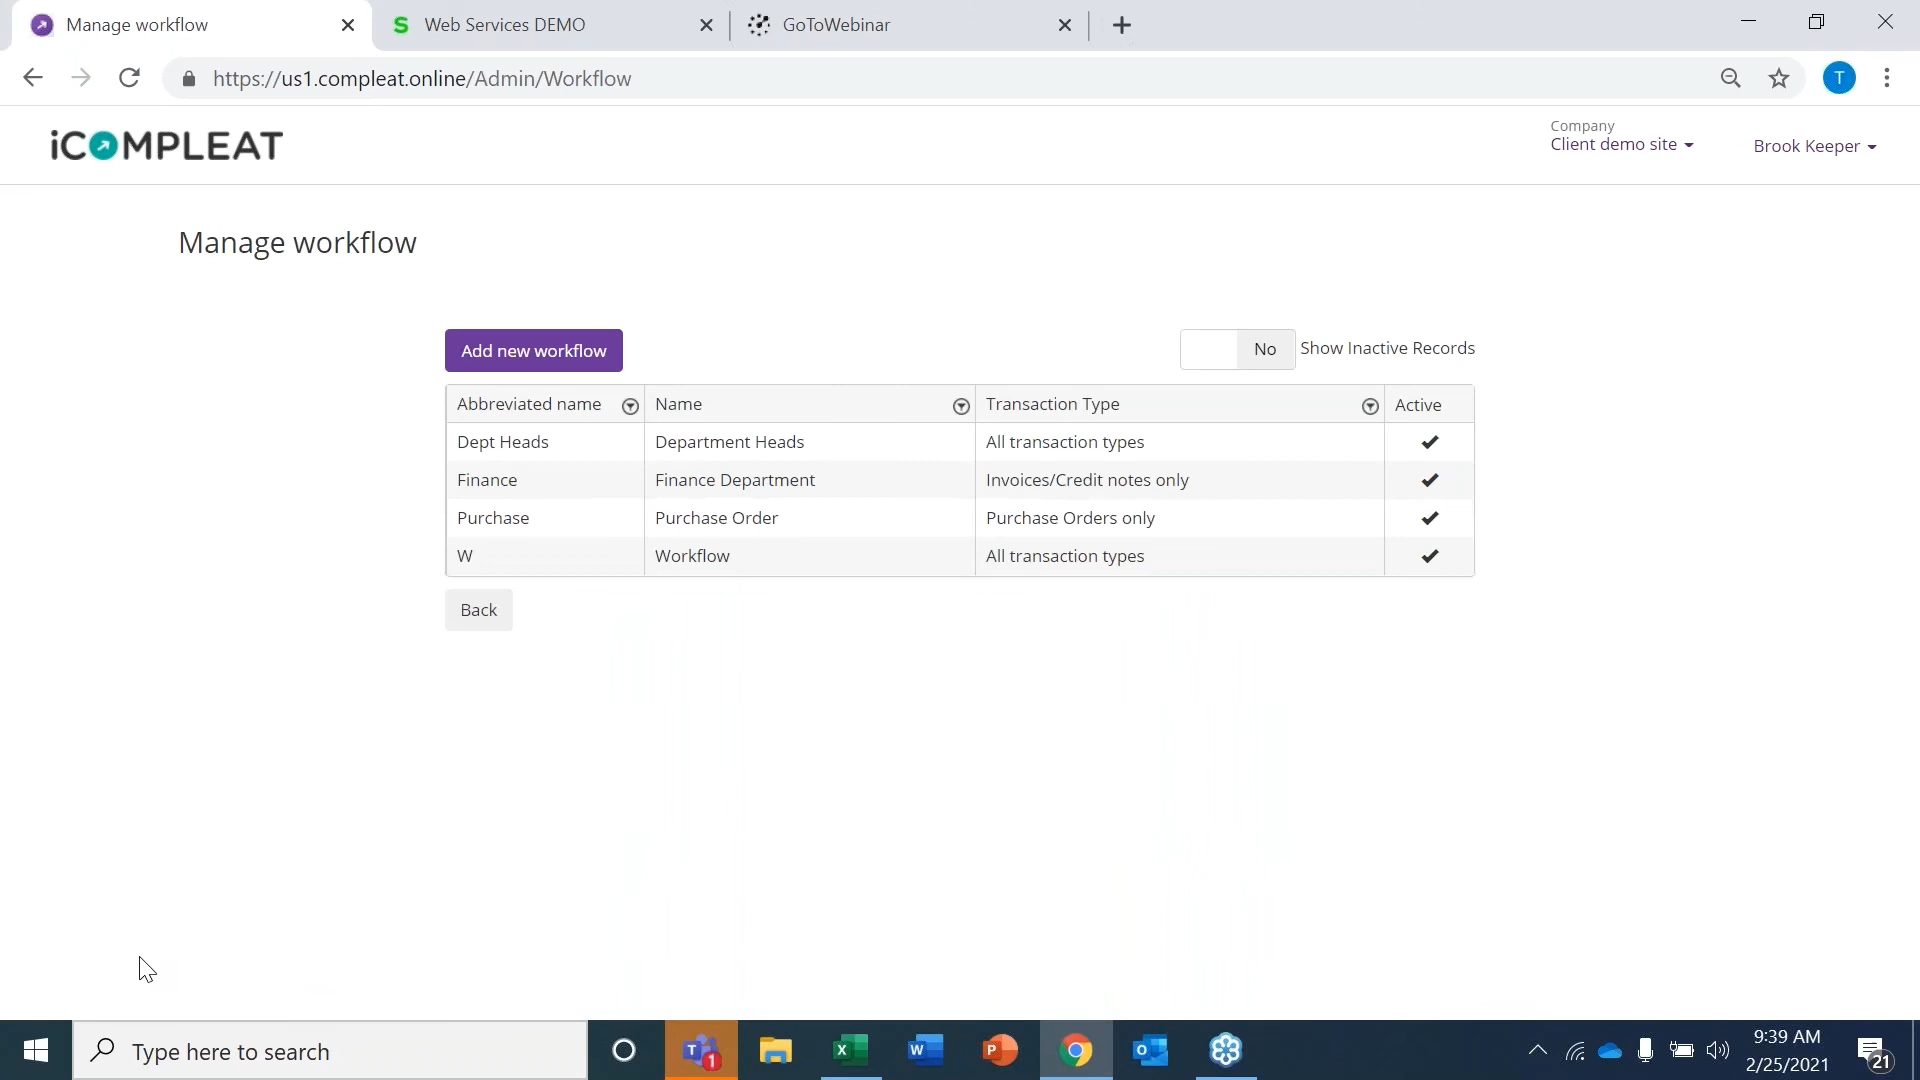 Manage workflow
Web Services DEMO
GoToWebinar
https://us1.compleat.online/Admin/Workflow
T
iCOMPLEAT
Company
Client demo site
Brook Keeper
Manage workflow
Add new workflow
No
Show Inactive Records
Abbreviated name Name Transaction Type Active
Dept Heads Department Heads All transaction types
Finance Finance Department Invoices/Credit notes only
Purchase Purchase Order Purchase Orders only
W Workflow All transaction types
Back
Type here to search
9:39 AM
2/25/2021
21